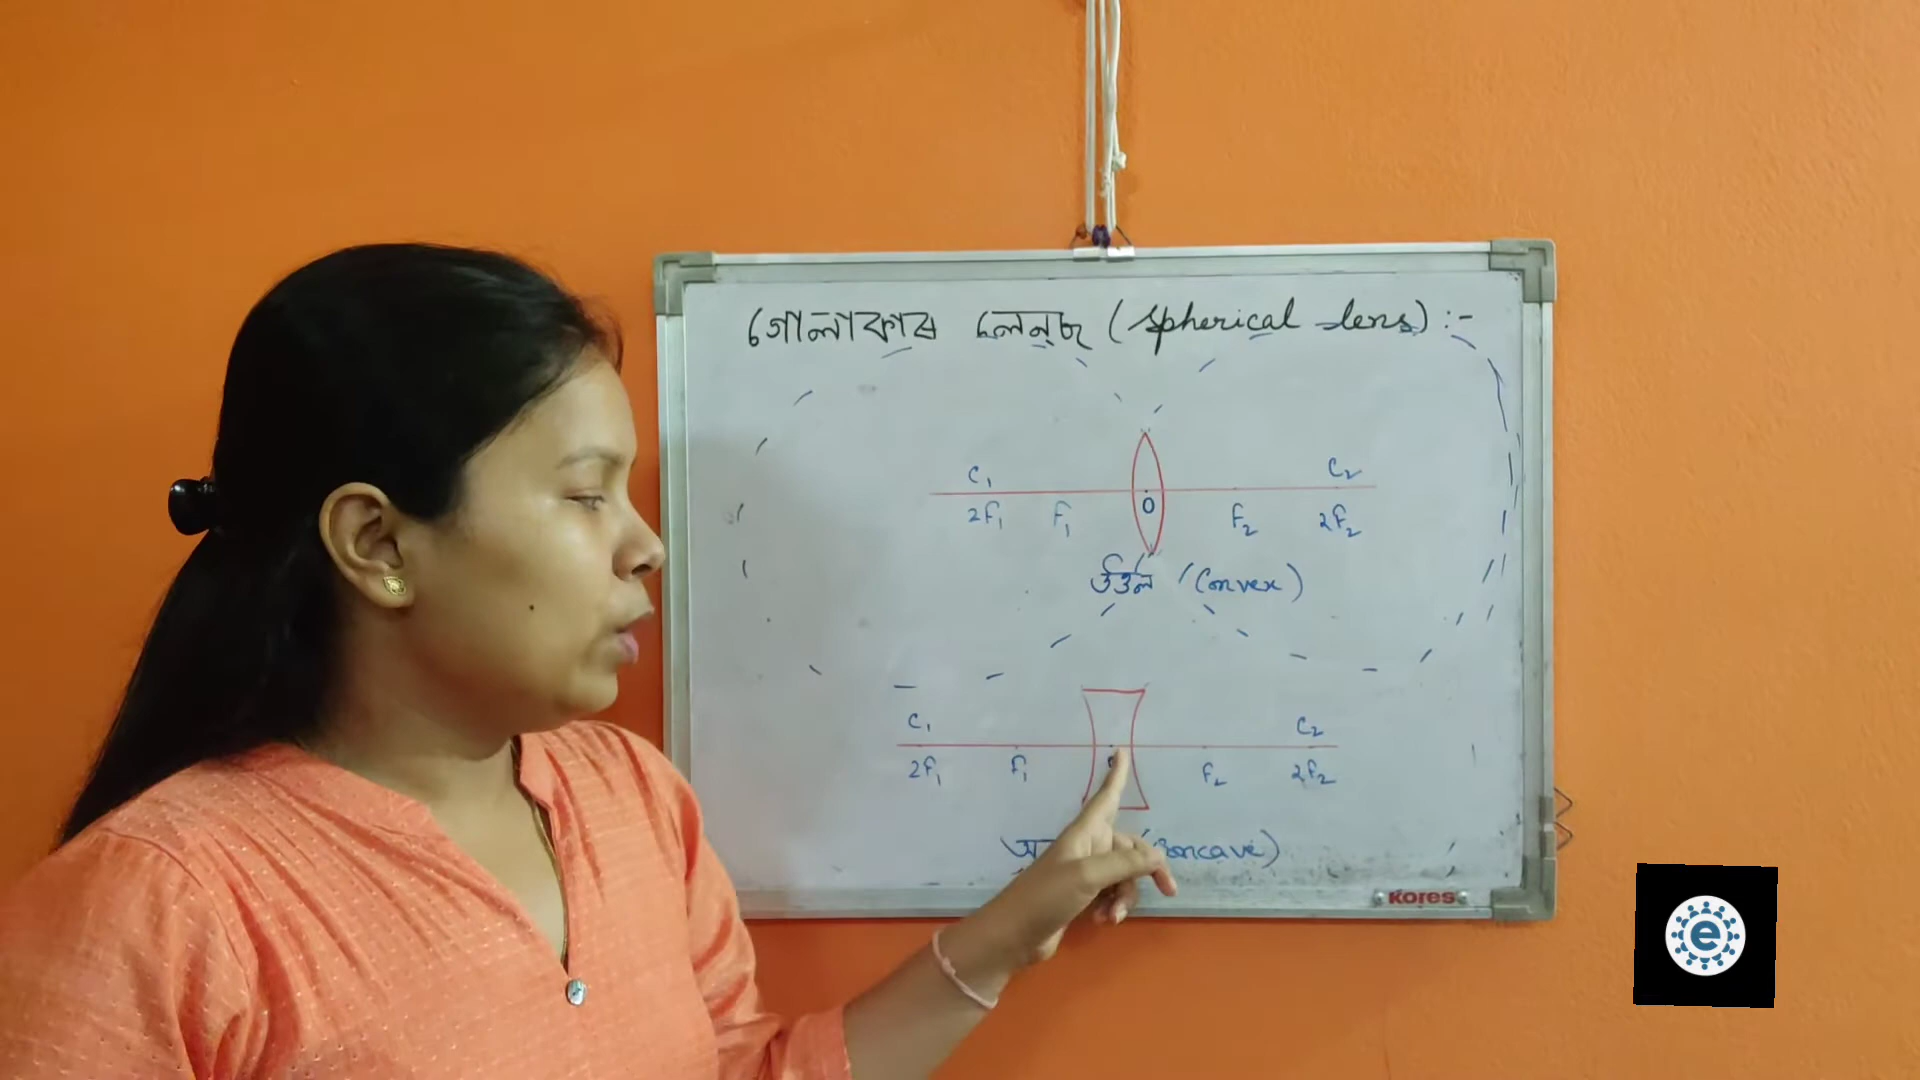 গোলাকাৰ লেন্স্ (Spherical lens) :-
C₁ C₂
2F₁ F₁ O F₂ 2F₂
উত্তল (Convex)
C₁ C₂
2F₁ F₁ F₂ 2F₂
(Concave)
Kores
e